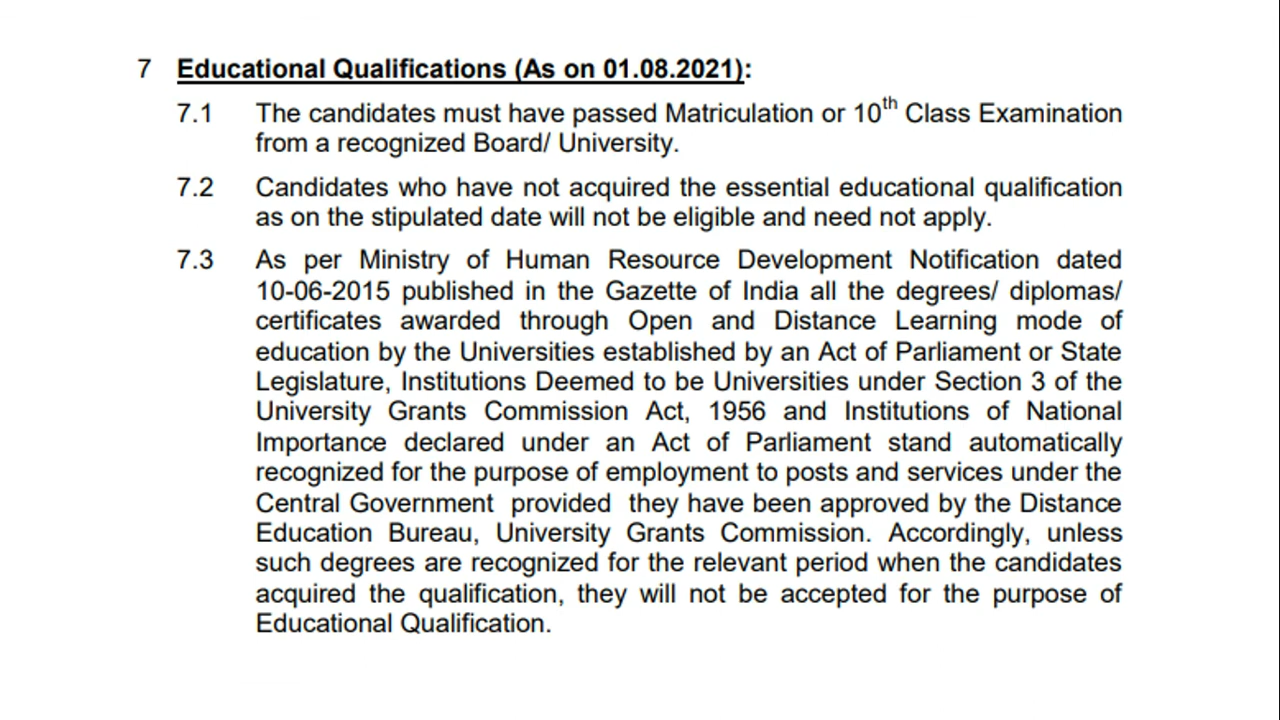 7 Educational Qualifications (As on 01.08.2021):
7.1 The candidates must have passed Matriculation or 10th Class Examination
from a recognized Board/ University.
7.2 Candidates who have not acquired the essential educational qualification
as on the stipulated date will not be eligible and need not apply.
7.3 As per Ministry of Human Resource Development Notification dated
10-06-2015 published in the Gazette of India all the degrees/ diplomas/
certificates awarded through Open and Distance Learning mode of
education by the Universities established by an Act of Parliament or State
Legislature, Institutions Deemed to be Universities under Section 3 of the
University Grants Commission Act, 1956 and Institutions of National
Importance declared under an Act of Parliament stand automatically
recognized for the purpose of employment to posts and services under the
Central Government provided they have been approved by the Distance
Education Bureau, University Grants Commission. Accordingly, unless
such degrees are recognized for the relevant period when the candidates
acquired the qualification, they will not be accepted for the purpose of
Educational Qualification.